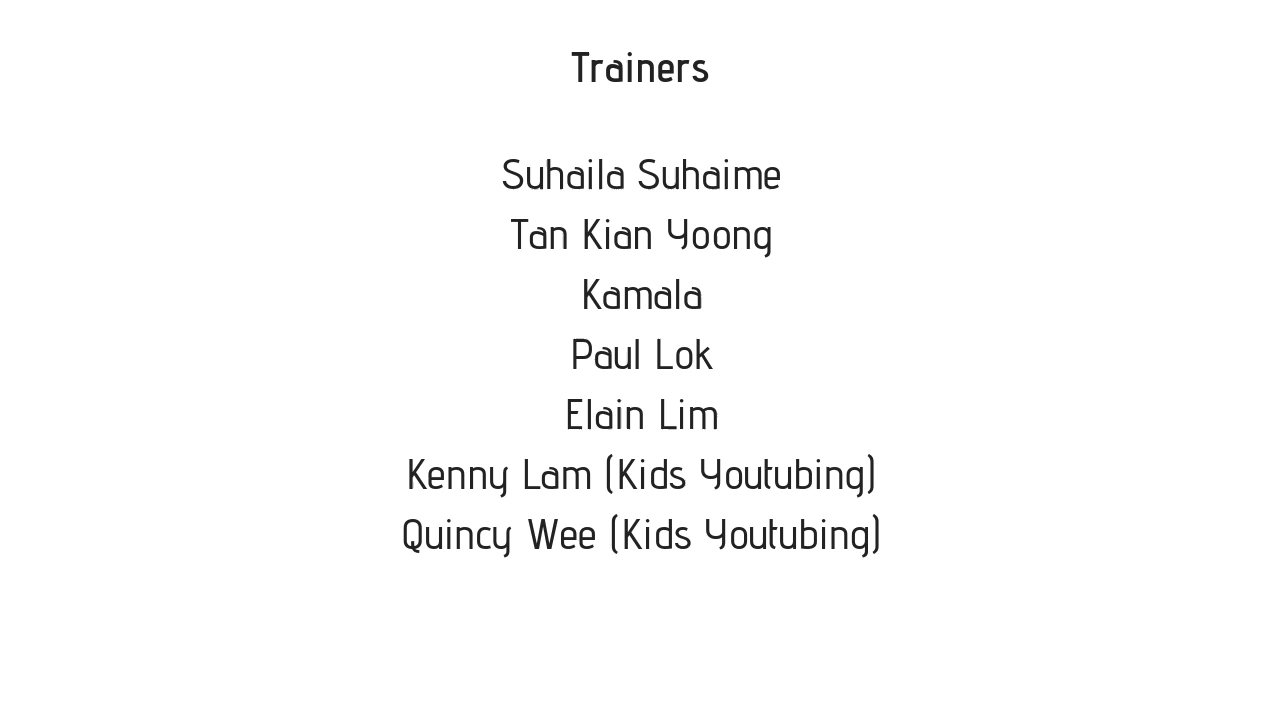 Trainers
Suhaila Suhaime
Tan Kian Yoong
Kamala
Paul Lok
Elain Lim
Kenny Lam (Kids Youtubing)
Quincy Wee (Kids Youtubing)